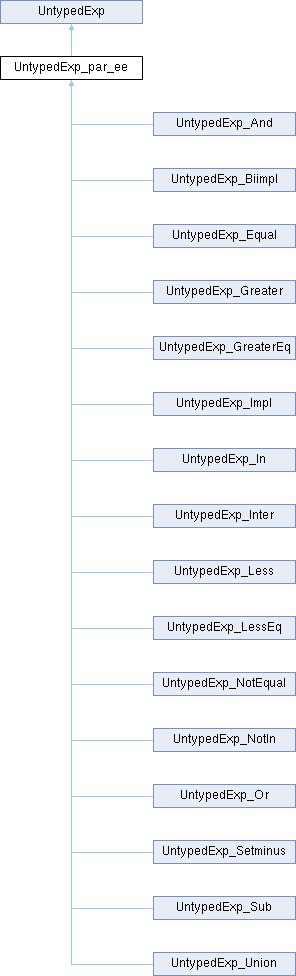 UntypedExp
UntypedExp_par_ee
UntypedExp_And
UntypedExp_Biimpl
UntypedExp_Equal
UntypedExp_Greater
UntypedExp_GreaterEq
UntypedExp_Impl
UntypedExp_In
UntypedExp_Inter
UntypedExp_Less
UntypedExp_LessEq
UntypedExp_NotEqual
UntypedExp_NotIn
UntypedExp_Or
UntypedExp_Setminus
UntypedExp_Sub
UntypedExp_Union